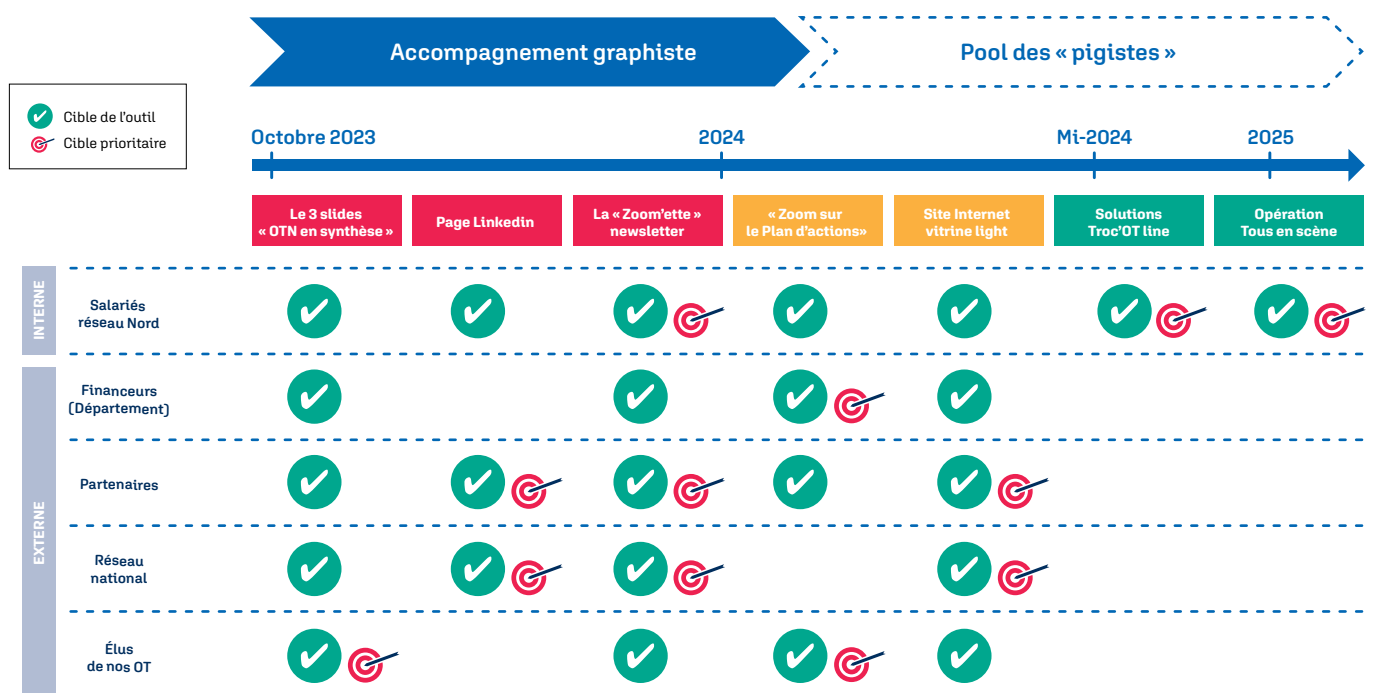 Accompagnement graphiste
Pool des « pigistes »
Cible de l'outil
Cible prioritaire
Octobre 2023
2024
Mi-2024
2025
Le 3 slides
« OTN en synthèse »
Page Linkedin
La « Zoom'ette »
newsletter
« Zoom sur
le Plan d'actions»
Site Internet
vitrine light
Solutions
Troc'OT line
Opération
Tous en scène
INTERNE
Salariés
réseau Nord
EXTERNE
Financeurs
(Département)
Partenaires
Réseau
national
Élus
de nos OT